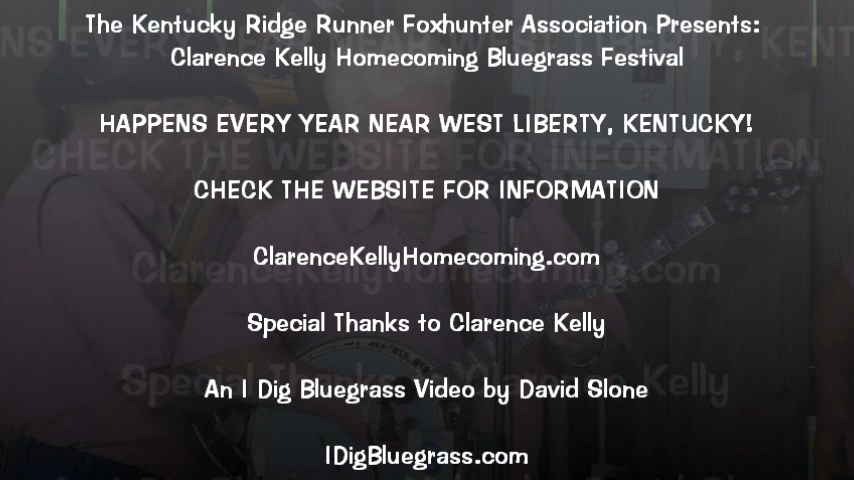 The Kentucky Ridge Runner Foxhunter Association Presents:
Clarence Kelly Homecoming Bluegrass Festival
HAPPENS EVERY YEAR NEAR WEST LIBERTY, KENTUCKY!
CHECK THE WEBSITE FOR INFORMATION
ClarenceKellyHomecoming.com
Special Thanks to Clarence Kelly
An I Dig Bluegrass Video by David Slone
IDigBluegrass.com